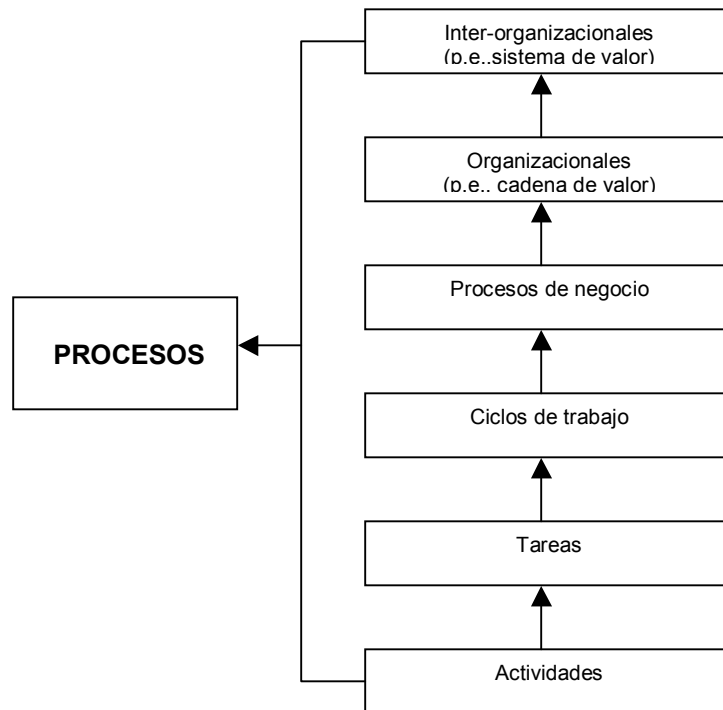 Inter-organizacionales
(p.e.,sistema de valor)
Organizacionales
(p.e., cadena de valor)
Procesos de negocio
PROCESOS
Ciclos de trabajo
Tareas
Actividades